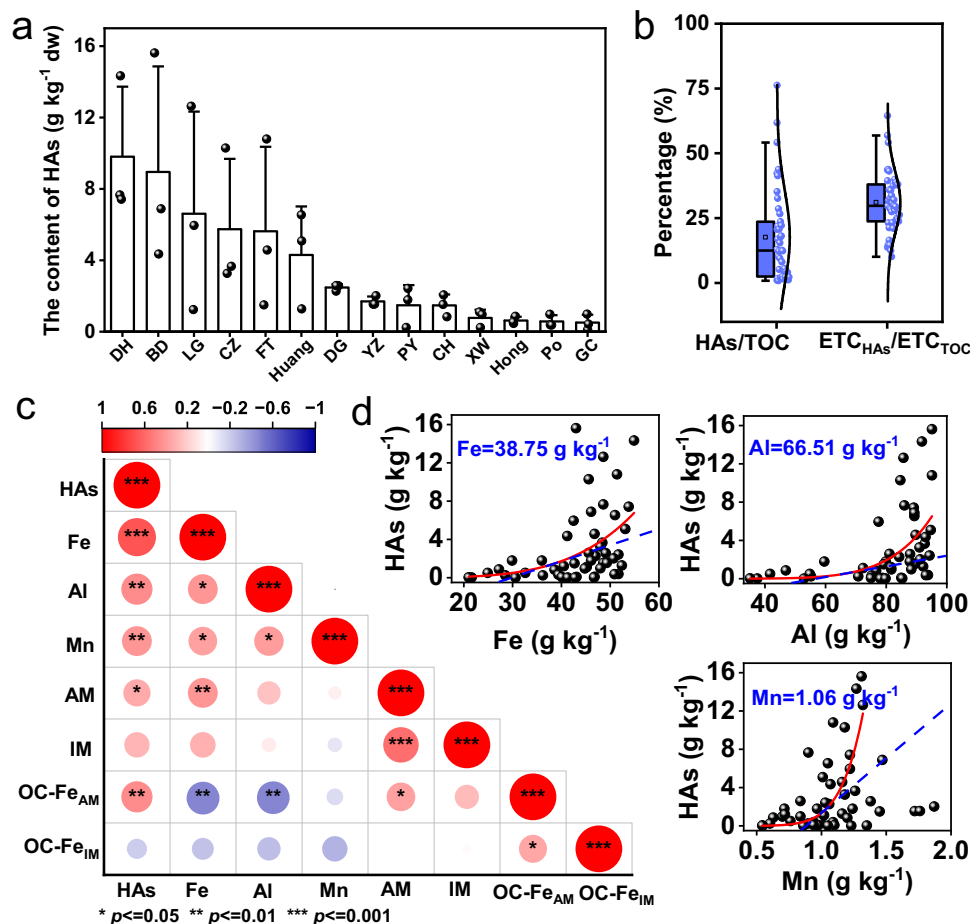 a
The content of HAs (g kg⁻¹ dw)
16
12
8
4
0
DH BD LG CZ FT Huang DG YZ PY CH XW Hong Po GC
b
Percentage (%)
100
75
50
25
0
HAs/TOC ETC_HAs/ETC_TOC
c
1 0.6 0.2 −0.2 −0.6 −1
HAs ***
Fe *** ***
Al ** * ***
Mn ** * * ***
AM * ** ***
IM *** ***
OC-Fe_AM ** ** ** * ***
OC-Fe_IM * ***
HAs Fe Al Mn AM IM OC-Fe_AM OC-Fe_IM
* p<=0.05 ** p<=0.01 *** p<=0.001
d
HAs (g kg⁻¹)
16
12
8
4
0
Fe=38.75 g kg⁻¹
20 30 40 50 60
Fe (g kg⁻¹)
HAs (g kg⁻¹)
16
12
8
4
0
Al=66.51 g kg⁻¹
40 60 80 100
Al (g kg⁻¹)
HAs (g kg⁻¹)
16
12
8
4
0
Mn=1.06 g kg⁻¹
0.5 1.0 1.5 2.0
Mn (g kg⁻¹)